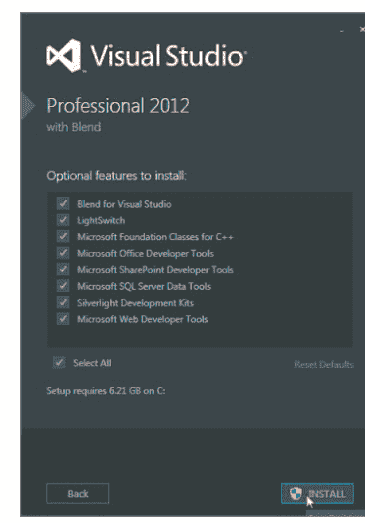 Visual Studio
Professional 2012
with Blend
Optional features to install:
Blend for Visual Studio
LightSwitch
Microsoft Foundation Classes for C++
Microsoft Office Developer Tools
Microsoft SharePoint Developer Tools
Microsoft SQL Server Data Tools
Silverlight Development Kits
Microsoft Web Developer Tools
Select All Reset Defaults
Setup requires 6.21 GB on C:
Back INSTALL